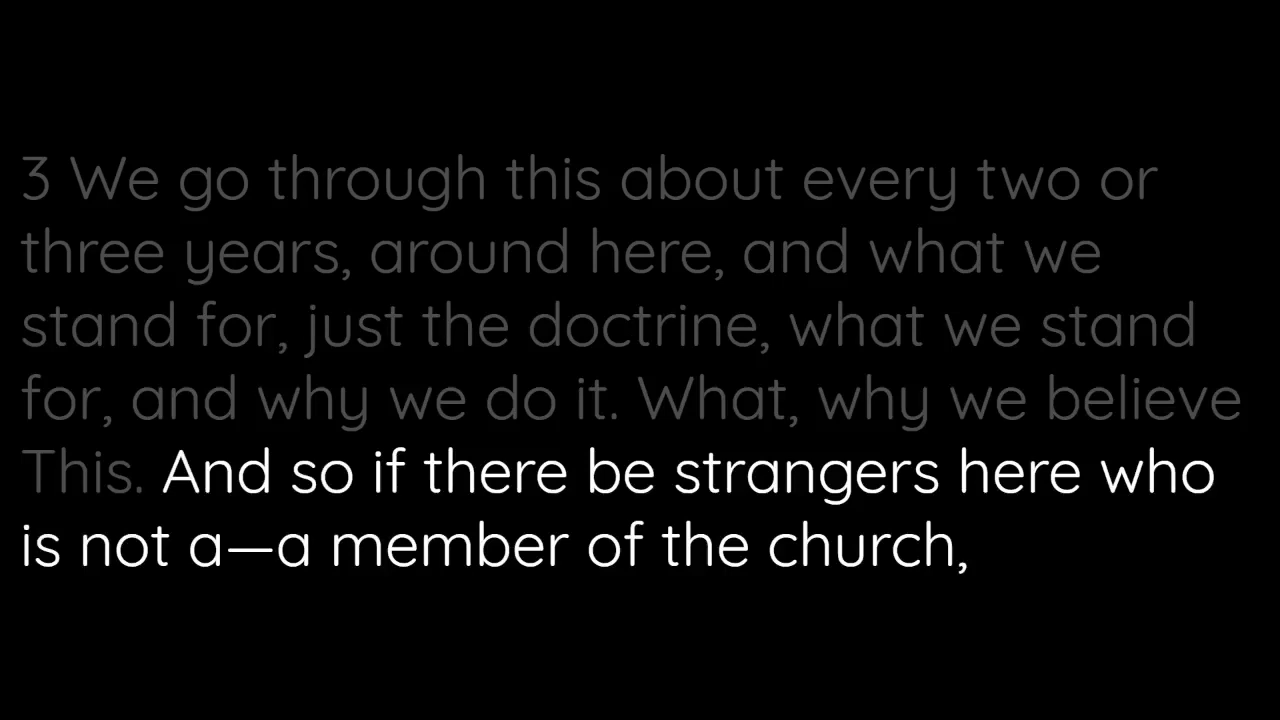 3 We go through this about every two or
three years, around here, and what we
stand for, just the doctrine, what we stand
for, and why we do it. What, why we believe
This. And so if there be strangers here who
is not a—a member of the church,